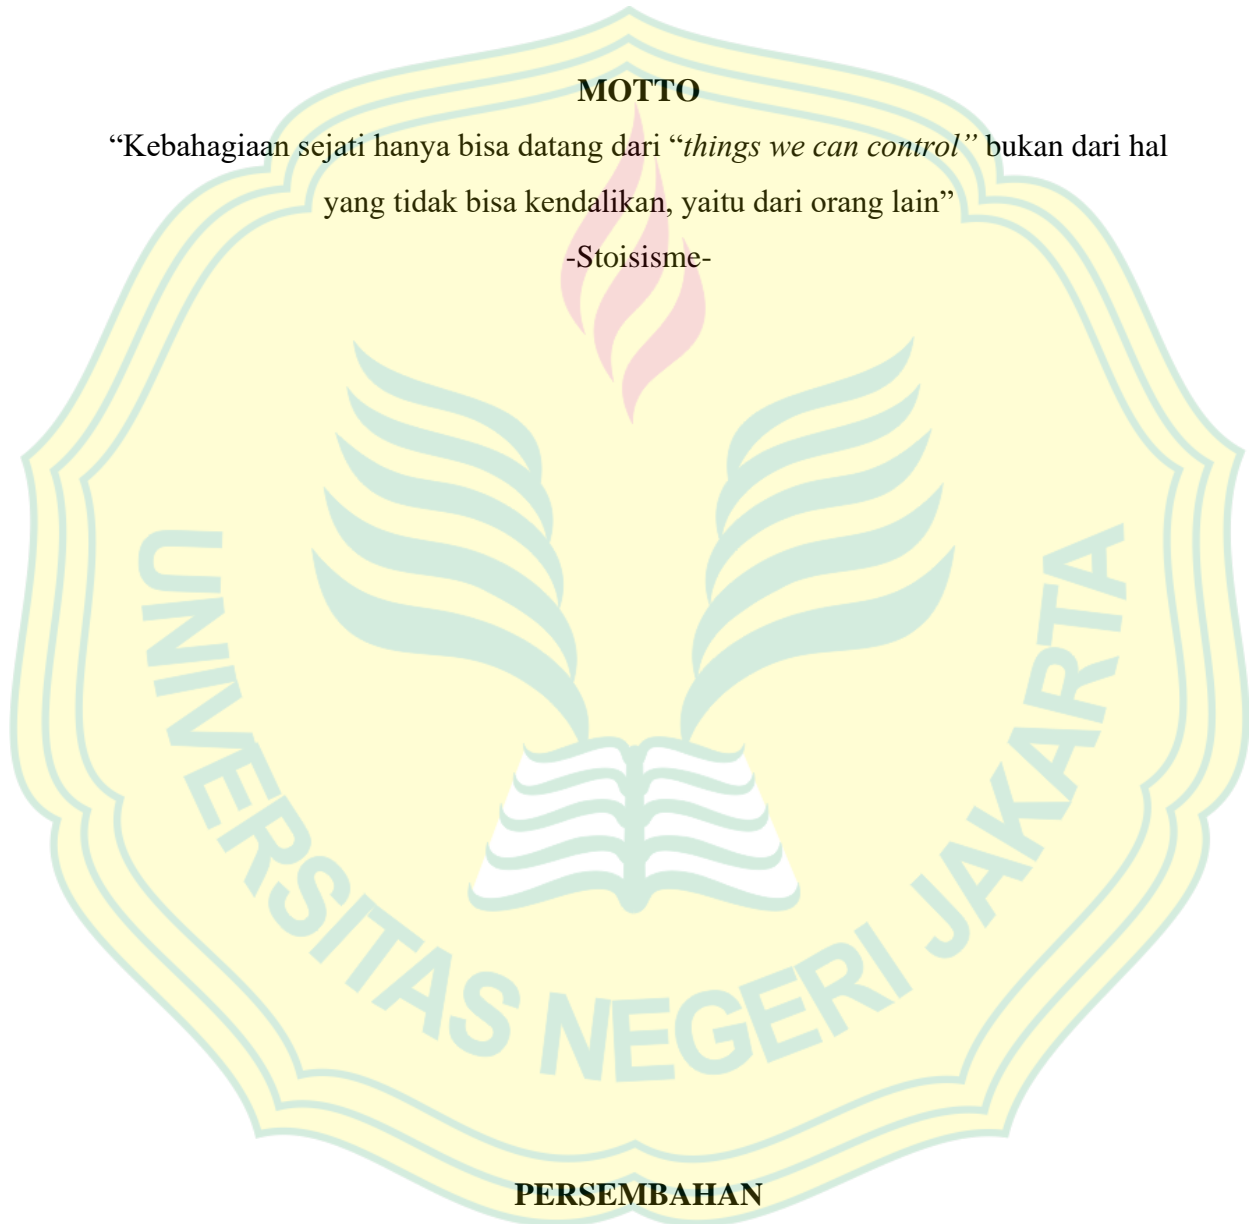 MOTTO
“Kebahagiaan sejati hanya bisa datang dari “things we can control” bukan dari hal
yang tidak bisa kendalikan, yaitu dari orang lain”
-Stoisisme-
UNIVERSITAS NEGERI JAKARTA
PERSEMBAHAN